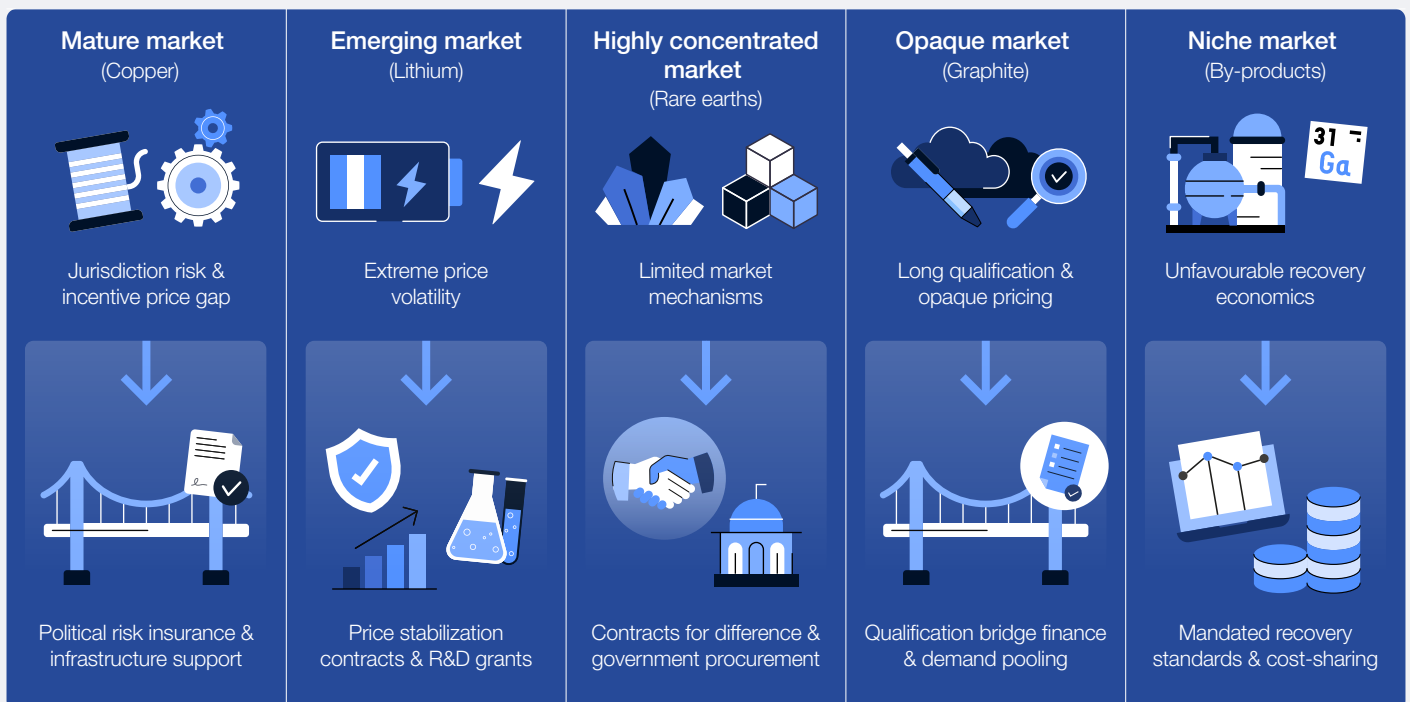 Mature market
(Copper)
Jurisdiction risk &
incentive price gap
Political risk insurance &
infrastructure support
Emerging market
(Lithium)
Extreme price
volatility
Price stabilization
contracts & R&D grants
Highly concentrated
market
(Rare earths)
Limited market
mechanisms
Contracts for difference &
government procurement
Opaque market
(Graphite)
Long qualification &
opaque pricing
Qualification bridge finance
& demand pooling
Niche market
(By-products)
31
Ga
Unfavourable recovery
economics
Mandated recovery
standards & cost-sharing